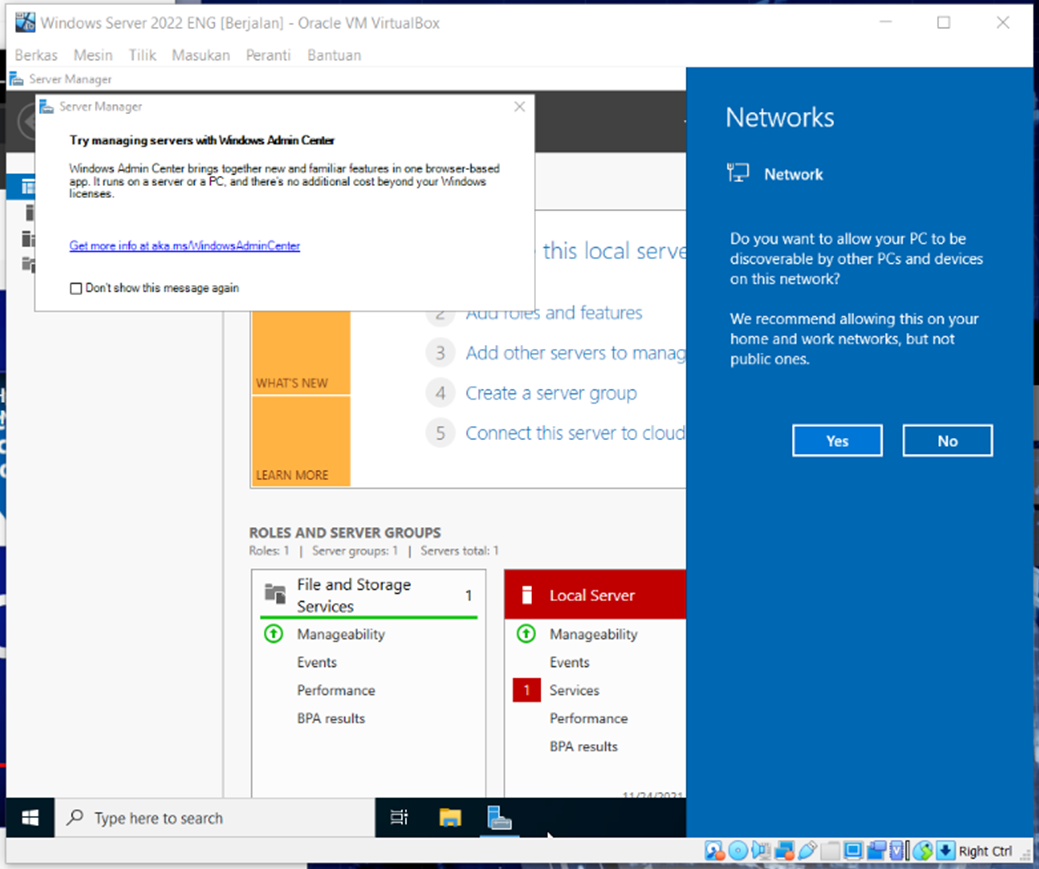 Windows Server 2022 ENG [Berjalan] - Oracle VM VirtualBox
Berkas Mesin Tilik Masukan Peranti Bantuan
Server Manager
Server Manager
Try managing servers with Windows Admin Center
Windows Admin Center brings together new and familiar features in one browser-based
app. It runs on a server or a PC, and there's no additional cost beyond your Windows
licenses.
Get more info at aka.ms/WindowsAdminCenter
Don't show this message again
this local serve
2 Add roles and features
3 Add other servers to manag
4 Create a server group
5 Connect this server to cloud
WHAT'S NEW
LEARN MORE
ROLES AND SERVER GROUPS
Roles: 1 | Server groups: 1 | Servers total: 1
File and Storage
Services
1
Manageability
Events
Performance
BPA results
Local Server
Manageability
Events
1 Services
Performance
BPA results
11/24/2021
Networks
Network
Do you want to allow your PC to be
discoverable by other PCs and devices
on this network?
We recommend allowing this on your
home and work networks, but not
public ones.
Yes No
Type here to search
Right Ctrl